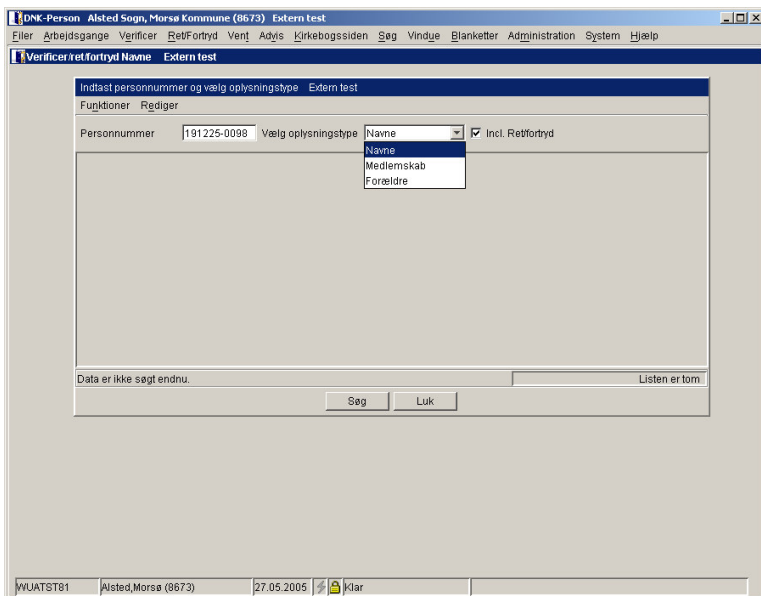 DNK-Person Alsted Sogn, Morsø Kommune (8673) Extern test
Filer Arbejdsgange Verificer Ret/Fortryd Vent Advis Kirkebogssiden Søg Vindue Blanketter Administration System Hjælp
Verificer/ret/fortryd Navne Extern test
Indtast personnummer og vælg oplysningstype Extern test
Funktioner Rediger
Personnummer 191225-0098 Vælg oplysningstype Navne Incl. Ret/fortryd
Navne
Medlemskab
Forældre
Data er ikke søgt endnu. Listen er tom
Søg Luk
WUATST81 Alsted,Morsø (8673) 27.05.2005 Klar